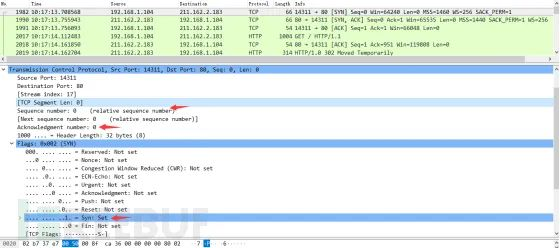 No. Time Source Destination Protocol Length Info
1982 10:17:13.708568 192.168.1.104 211.162.2.183 TCP 66 14311 → 80 [SYN] Seq=0 Win=64240 Len=0 MSS=1460 WS=256 SACK_PERM=1
1990 10:17:13.755943 211.162.2.183 192.168.1.104 TCP 66 80 → 14311 [SYN, ACK] Seq=0 Ack=1 Win=65535 Len=0 MSS=1440 SACK_PERM=1 WS=256
1991 192.168.1.104 211.162.2.183 TCP 54 14311 → 80 [ACK] Seq=1 Ack=1 Win=66048 Len=0
2017 192.168.1.104 211.162.2.183 HTTP 1004 GET / HTTP/1.1
2018 10:17:14.161850 211.162.2.183 192.168.1.104 TCP 54 80 → 14311 [ACK] Seq=1 Ack=951 Win=119808 Len=0
2019 10:17:14.162704 211.162.2.183 192.168.1.104 HTTP 314 HTTP/1.0 302 Moved Temporarily
Transmission Control Protocol, Src Port: 14311, Dst Port: 80, Seq: 0, Len: 0
Source Port: 14311
Destination Port: 80
[Stream index: 17]
[TCP Segment Len: 0]
Sequence number: 0 (relative sequence number)
[Next sequence number: 0 (relative sequence number)]
Acknowledgment number: 0
1000 .... = Header Length: 32 bytes (8)
Flags: 0x002 (SYN)
000. .... .... = Reserved: Not set
...0 .... .... = Nonce: Not set
.... 0... .... = Congestion Window Reduced (CWR): Not set
.... .0.. .... = ECN-Echo: Not set
.... ..0. .... = Urgent: Not set
.... ...0 .... = Acknowledgment: Not set
.... .... 0... = Push: Not set
.... .... .0.. = Reset: Not set
.... .... ..1. = Syn: Set
.... .... ...0 = Fin: Not set
[TCP Flags: ··········S·]
0020 02 b7 37 e7 00 50 00 8f ca 36 00 00 00 00 80 02